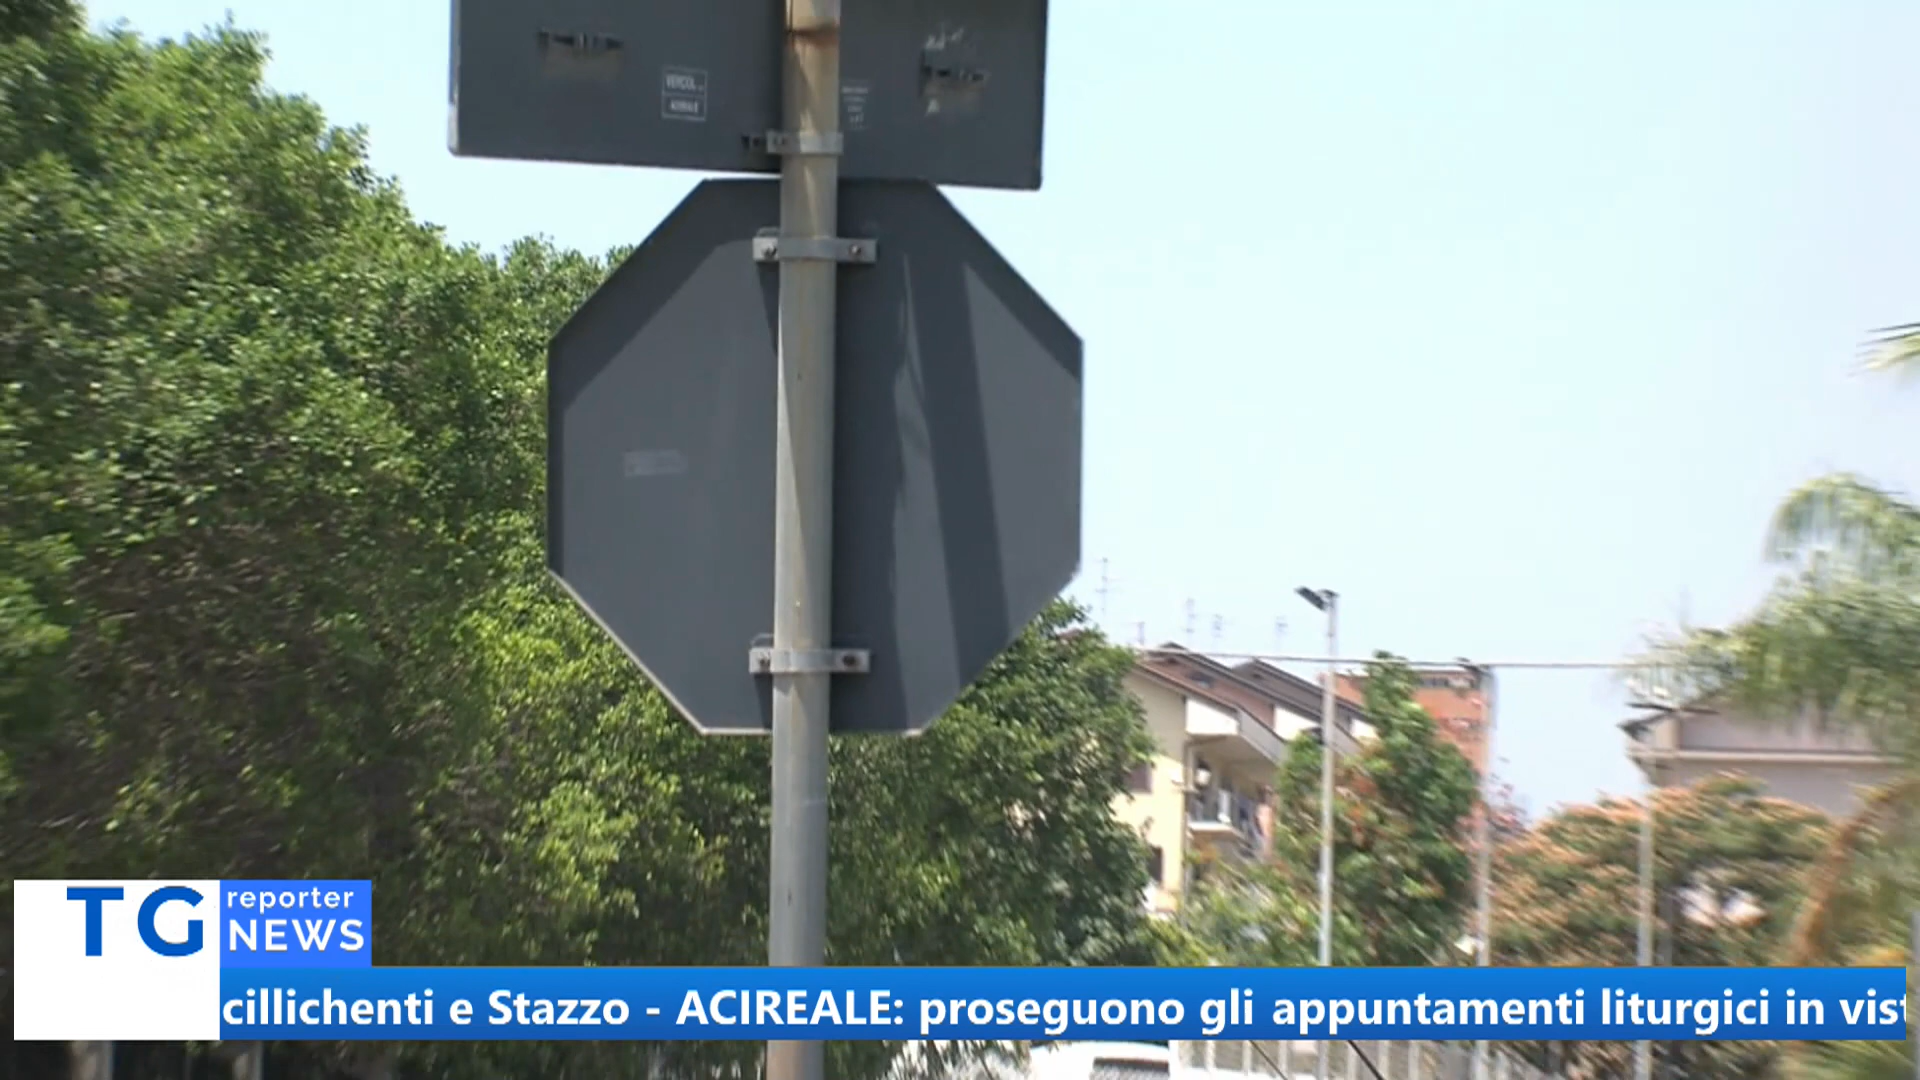 TG
reporter
NEWS
cillichenti e Stazzo - ACIREALE: proseguono gli appuntamenti liturgici in vist